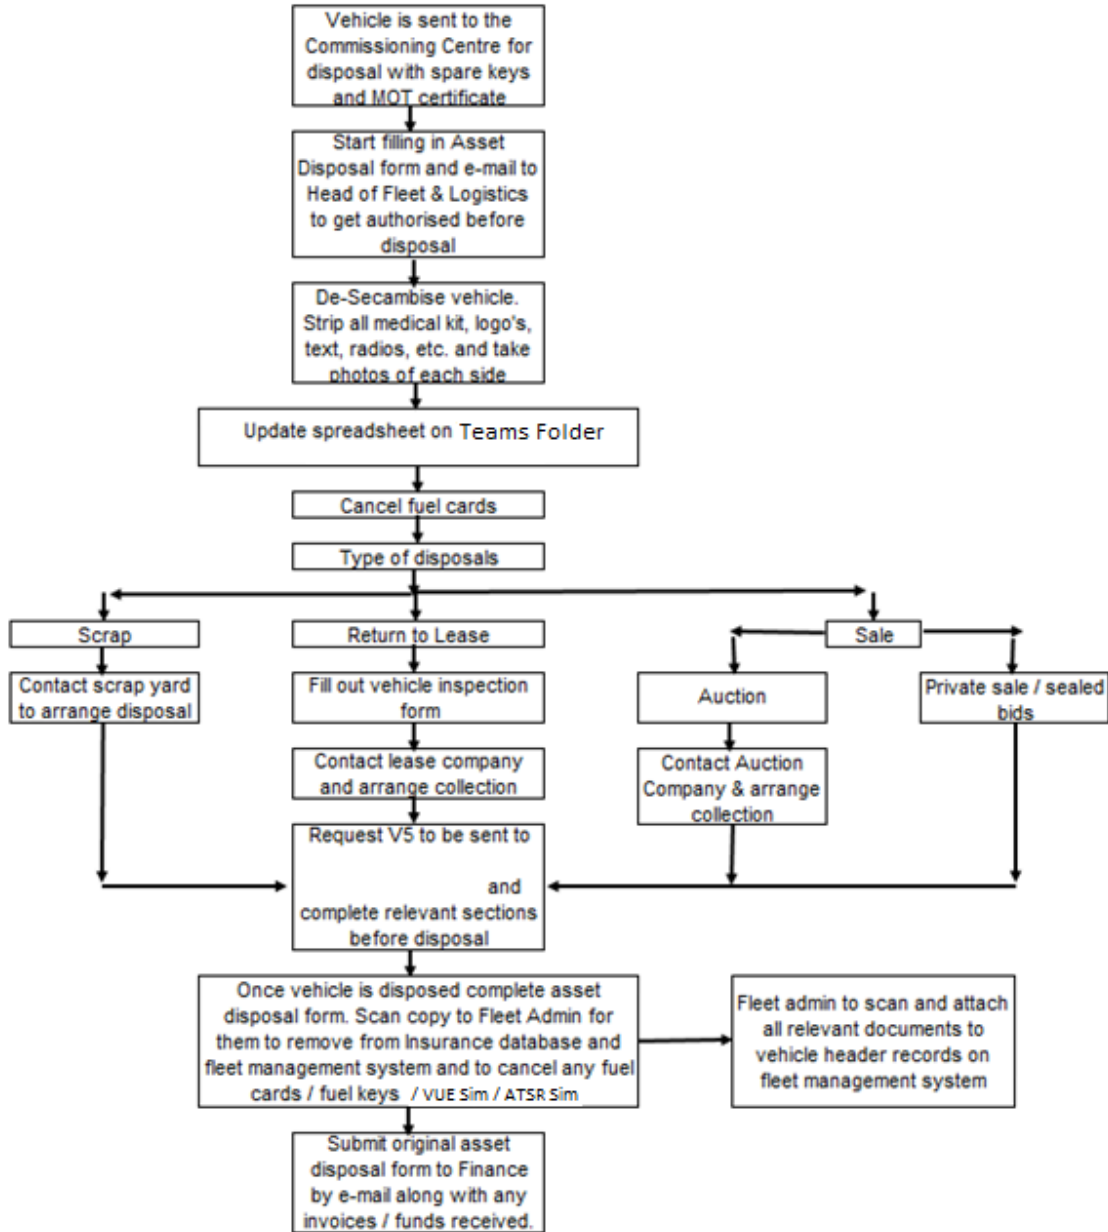 Vehicle is sent to the
Commissioning Centre for
disposal with spare keys
and MOT certificate
Start filling in Asset
Disposal form and e-mail to
Head of Fleet & Logistics
to get authorised before
disposal
De-Secambise vehicle.
Strip all medical kit, logo's,
text, radios, etc. and take
photos of each side
Update spreadsheet on Teams Folder
Cancel fuel cards
Type of disposals
Scrap
Return to Lease
Sale
Contact scrap yard
to arrange disposal
Fill out vehicle inspection
form
Auction
Private sale / sealed
bids
Contact lease company
and arrange collection
Contact Auction
Company & arrange
collection
Request V5 to be sent to
and
complete relevant sections
before disposal
Once vehicle is disposed complete asset
disposal form. Scan copy to Fleet Admin for
them to remove from Insurance database and
fleet management system and to cancel any fuel
cards / fuel keys / VUE Sim / ATSR Sim
Fleet admin to scan and attach
all relevant documents to
vehicle header records on
fleet management system
Submit original asset
disposal form to Finance
by e-mail along with any
invoices / funds received.